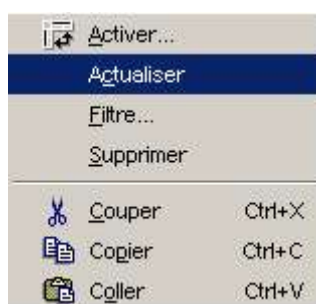 Activer...
Actualiser
Filtre...
Supprimer
Couper Ctrl+X
Copier Ctrl+C
Coller Ctrl+V